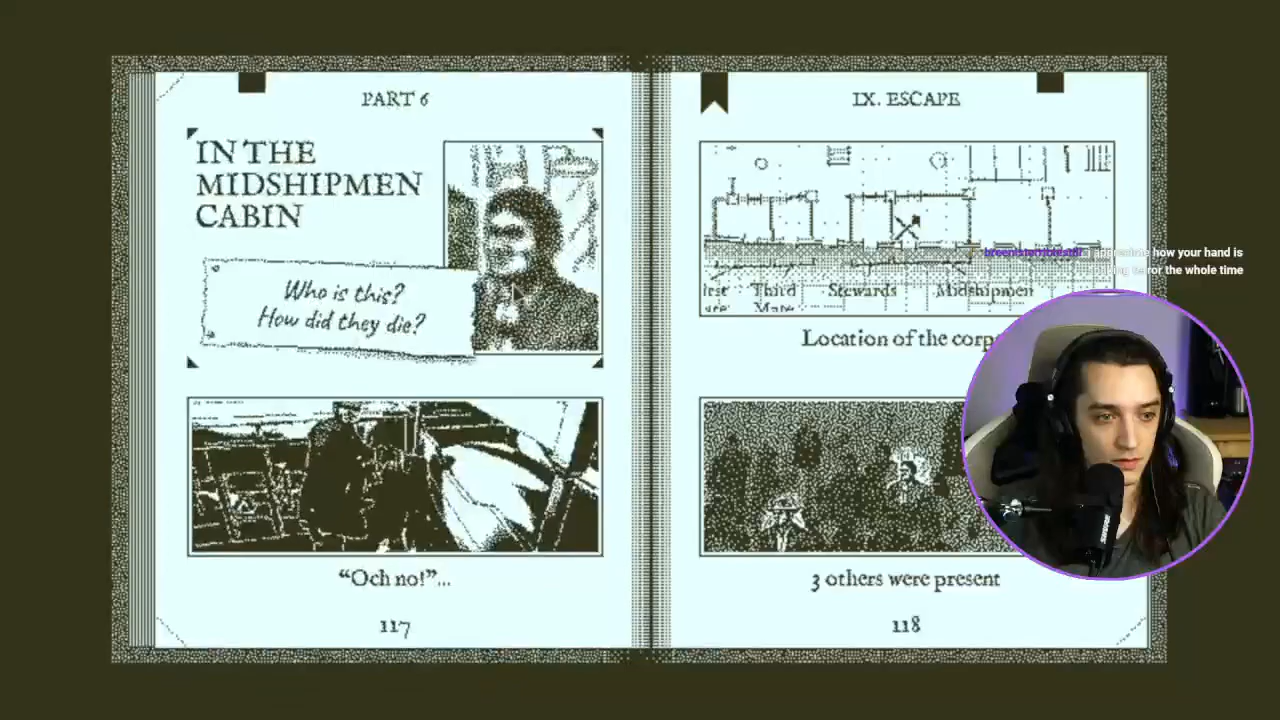 PART 6
IN THE
MIDSHIPMEN
CABIN
Who is this?
How did they die?
"Och no!"...
117
IX. ESCAPE
Third
Mate
Stewards
Midshipmen
Location of the corp
3 others were present
118
how your hand is
the whole time